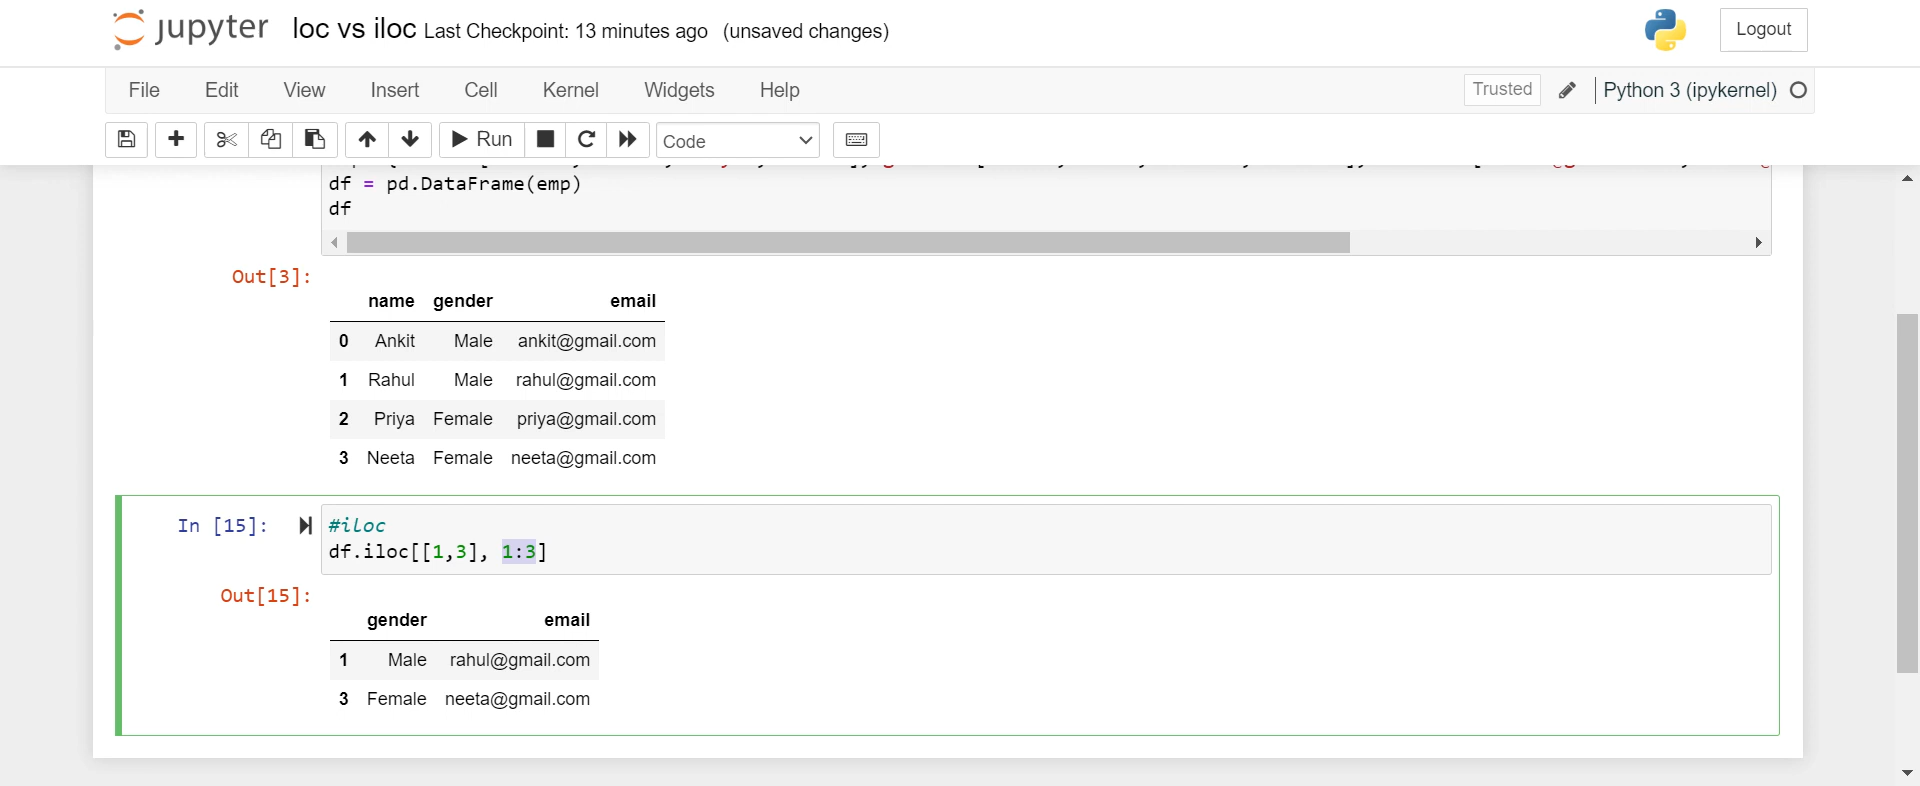 jupyter loc vs iloc Last Checkpoint: 13 minutes ago (unsaved changes) Logout
File Edit View Insert Cell Kernel Widgets Help Trusted Python 3 (ipykernel)
Run Code
df = pd.DataFrame(emp)
df
Out[3]:
name gender email
0 Ankit Male ankit@gmail.com
1 Rahul Male rahul@gmail.com
2 Priya Female priya@gmail.com
3 Neeta Female neeta@gmail.com
In [15]: #iloc
df.iloc[[1,3], 1:3]
Out[15]:
gender email
1 Male rahul@gmail.com
3 Female neeta@gmail.com